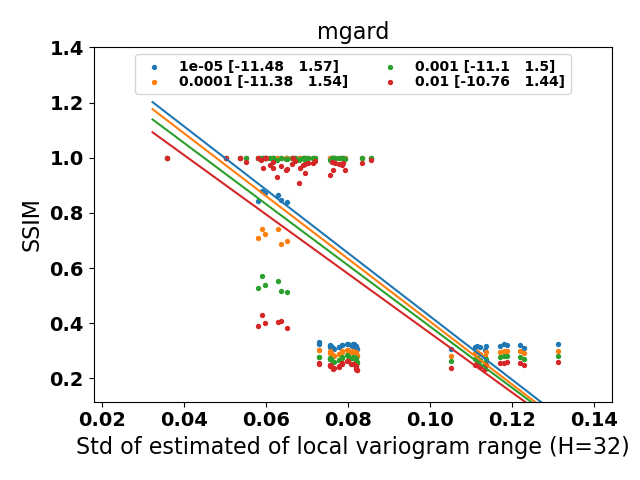 mgard
1e-05 [-11.48 1.57]
0.0001 [-11.38 1.54]
0.001 [-11.1 1.5]
0.01 [-10.76 1.44]
SSIM
1.4
1.2
1.0
0.8
0.6
0.4
0.2
0.02 0.04 0.06 0.08 0.10 0.12 0.14
Std of estimated of local variogram range (H=32)